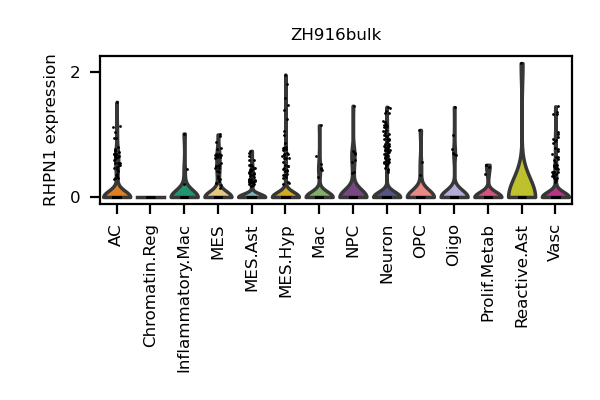 ZH916bulk
RHPN1 expression
2
0
AC
Chromatin.Reg
Inflammatory.Mac
MES
MES.Ast
MES.Hyp
Mac
NPC
Neuron
OPC
Oligo
Prolif.Metab
Reactive.Ast
Vasc